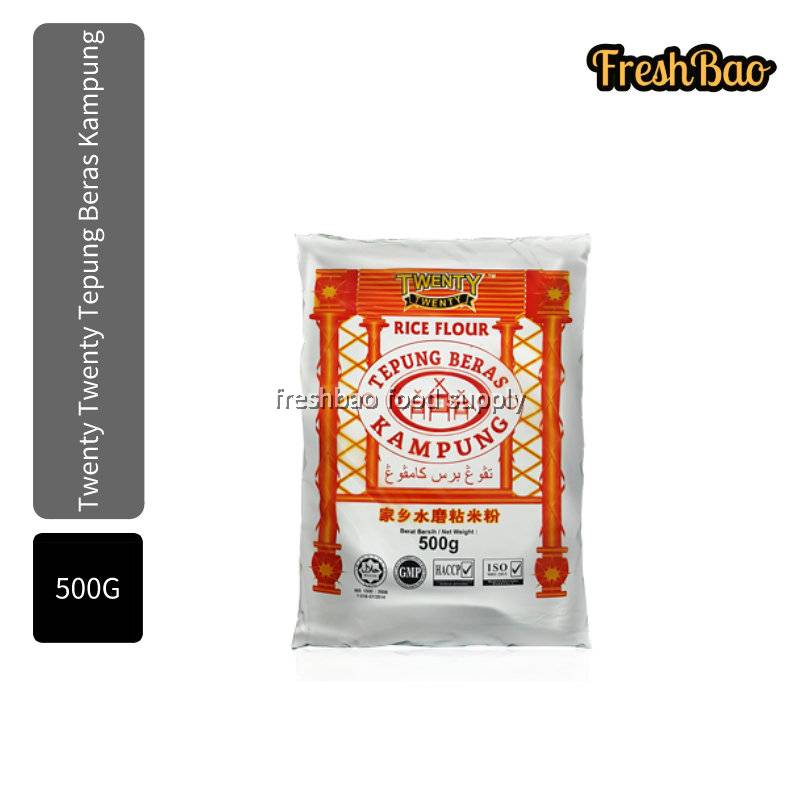 Twenty Twenty Tepung Beras Kampung
500G
FreshBao
TWENTY
TWENTY
RICE FLOUR
TEPUNG BERAS
freshbao food supply
KAMPUNG
تڤوڠ برس کامڤوڠ
家乡水磨粘米粉
Berat Bersih / Net Weight :
500g
GMP
HACCP
ISO